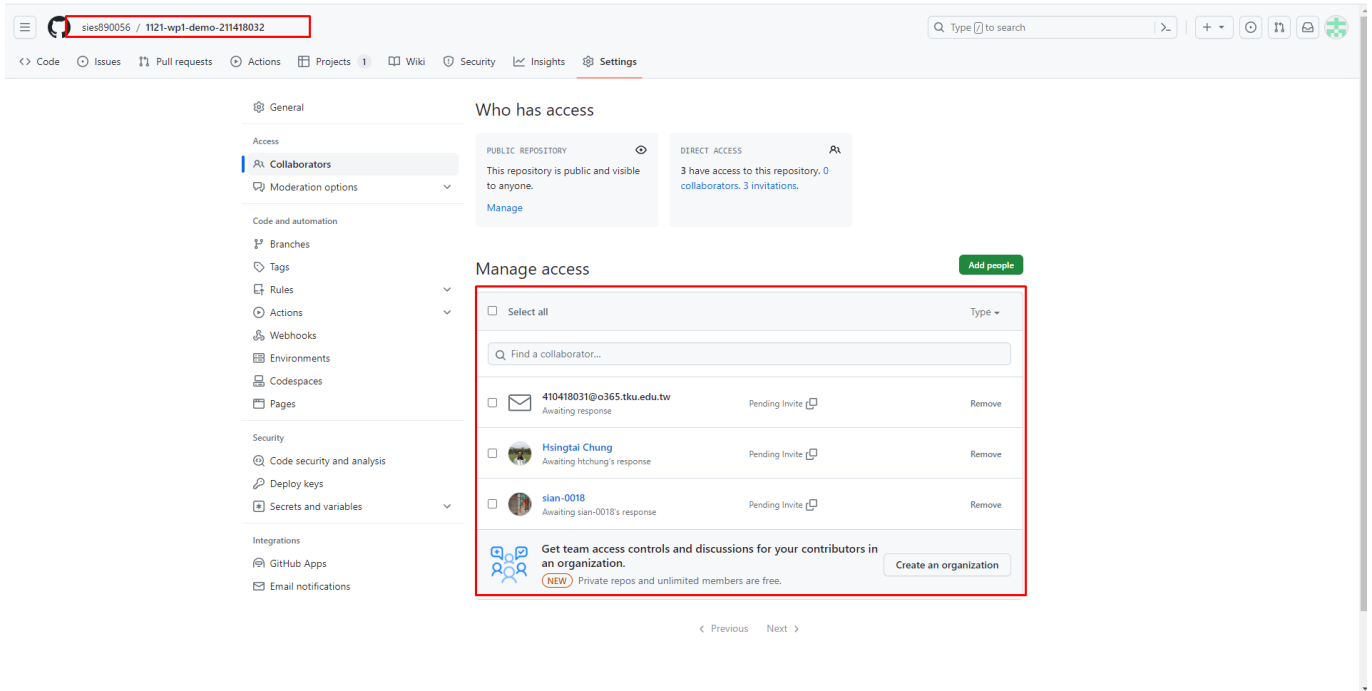 sies890056 / 1121-wp1-demo-211418032
Type / to search
Code Issues Pull requests Actions Projects 1 Wiki Security Insights Settings
General
Access
Collaborators
Moderation options
Code and automation
Branches
Tags
Rules
Actions
Webhooks
Environments
Codespaces
Pages
Security
Code security and analysis
Deploy keys
Secrets and variables
Integrations
GitHub Apps
Email notifications
Who has access
PUBLIC REPOSITORY
This repository is public and visible
to anyone.
Manage
DIRECT ACCESS
3 have access to this repository. 0
collaborators. 3 invitations.
Manage access
Add people
Select all
Type
Find a collaborator...
410418031@o365.tku.edu.tw
Awaiting response
Pending Invite
Remove
Hsingtai Chung
Awaiting htchung's response
Pending Invite
Remove
sian-0018
Awaiting sian-0018's response
Pending Invite
Remove
Get team access controls and discussions for your contributors in
an organization.
NEW Private repos and unlimited members are free.
Create an organization
Previous Next